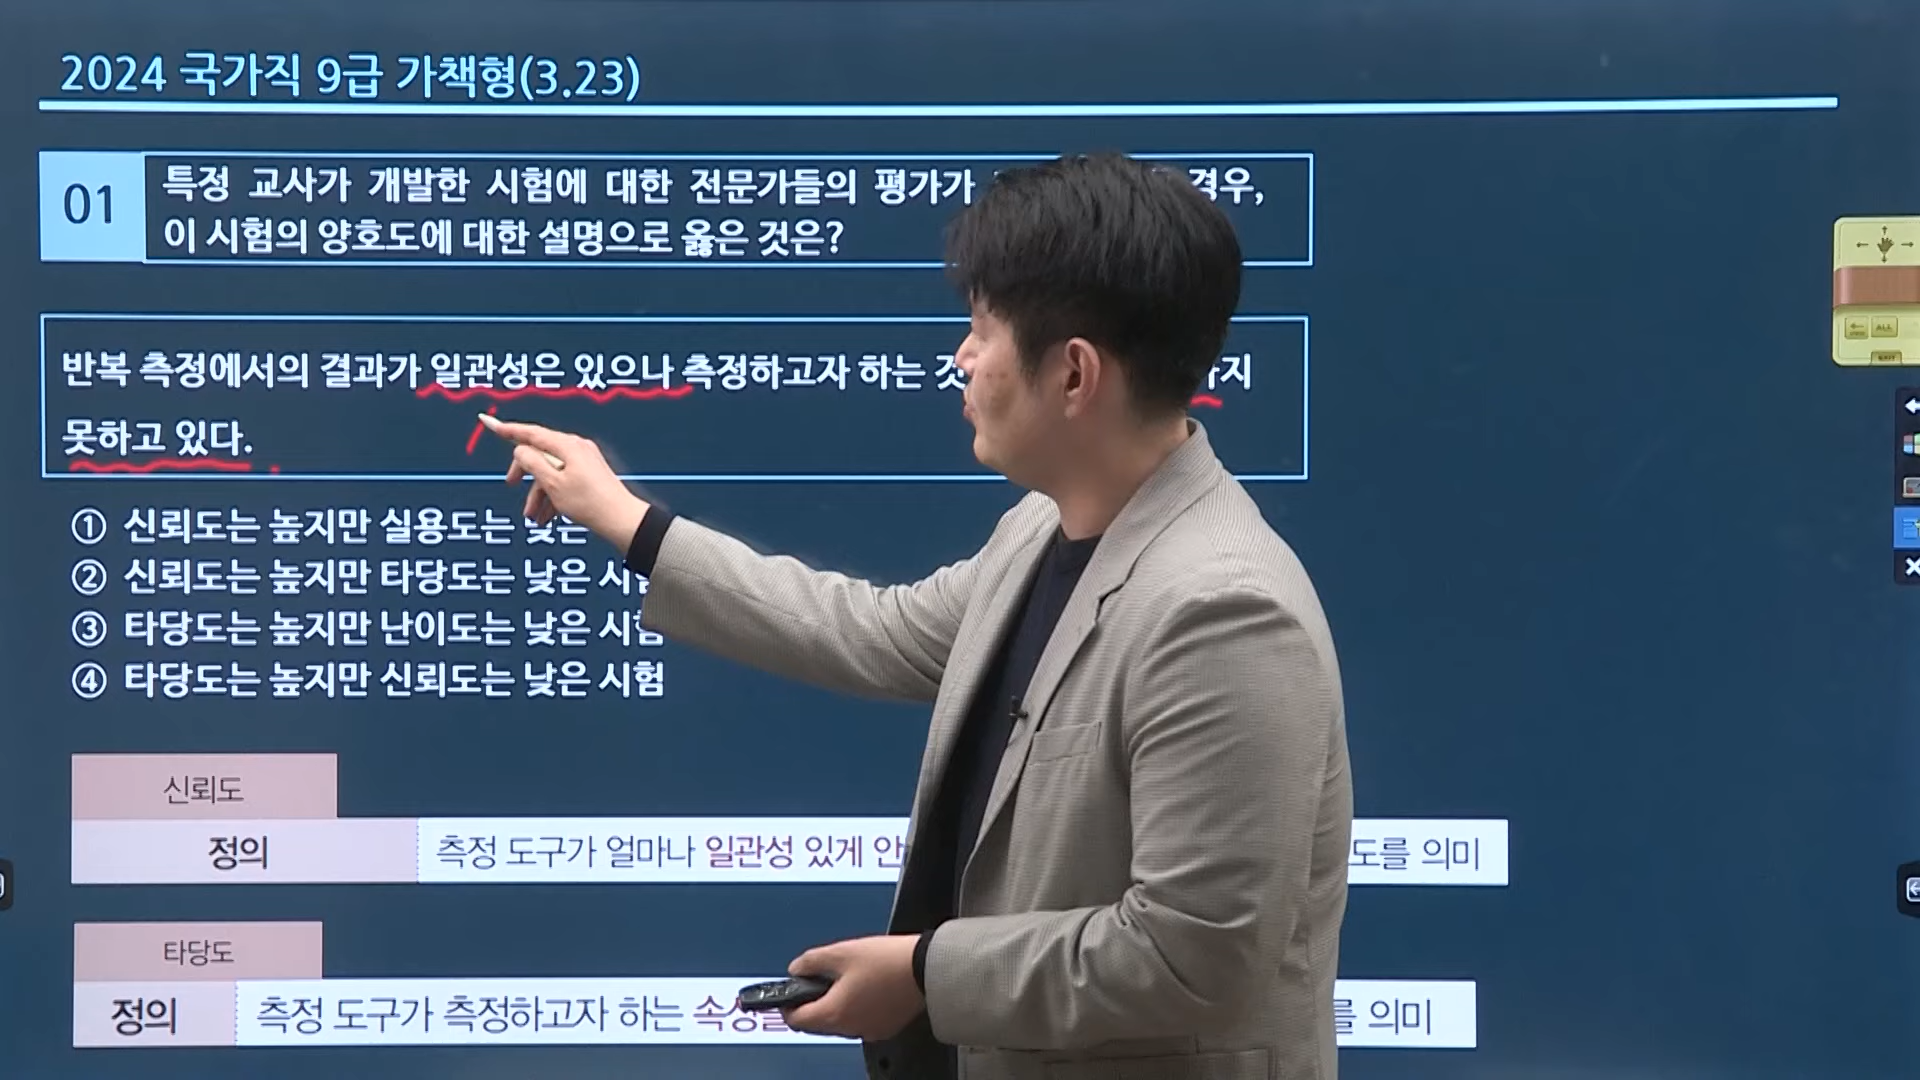 2024 국가직 9급 가책형(3.23)
01
특정 교사가 개발한 시험에 대한 전문가들의 평가가 경우,
이 시험의 양호도에 대한 설명으로 옳은 것은?
반복 측정에서의 결과가 일관성은 있으나 측정하고자 하는
못하고 있다.
① 신뢰도는 높지만 실용도는 낮은
② 신뢰도는 높지만 타당도는 낮은 시험
③ 타당도는 높지만 난이도는 낮은 시험
④ 타당도는 높지만 신뢰도는 낮은 시험
신뢰도
정의 측정 도구가 얼마나 일관성 있게 의미
타당도
정의 측정 도구가 측정하고자 하는 의미
ALL